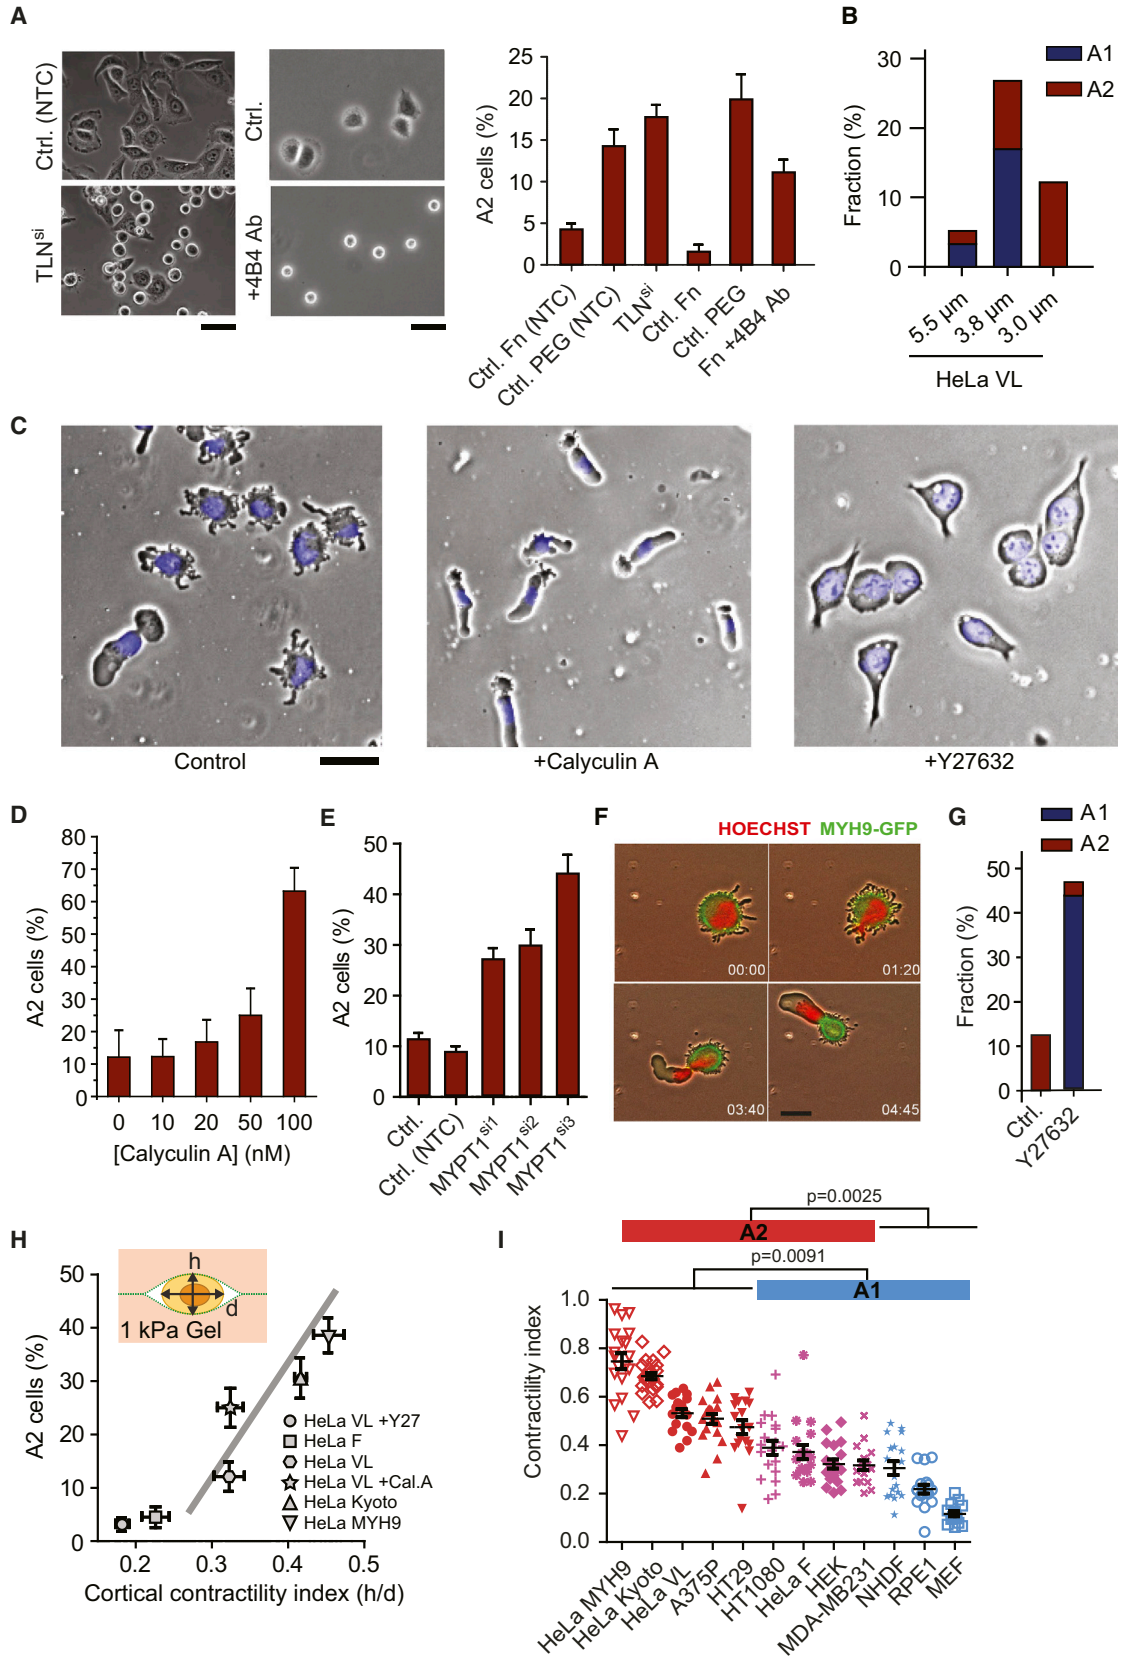 A
Ctrl. (NTC)
Ctrl.
TLNsi
+4B4 Ab
A2 cells (%)
25
20
15
10
5
0
Ctrl. Fn (NTC)
Ctrl. PEG (NTC)
TLNsi
Ctrl. Fn
Ctrl. PEG
Fn +4B4 Ab
B
A1
A2
Fraction (%)
30
20
10
0
5.5 µm
3.8 µm
3.0 µm
HeLa VL
C
Control
+Calyculin A
+Y27632
D
A2 cells (%)
80
70
60
50
40
30
20
10
0
0 10 20 50 100
[Calyculin A] (nM)
E
A2 cells (%)
50
40
30
20
10
0
Ctrl.
Ctrl. (NTC)
MYPT1si1
MYPT1si2
MYPT1si3
F
HOECHST MYH9-GFP
00:00
01:20
03:40
04:45
G
A1
A2
Fraction (%)
50
40
30
20
10
0
Ctrl.
Y27632
H
h
d
1 kPa Gel
A2 cells (%)
50
40
30
20
10
0
HeLa VL +Y27
HeLa F
HeLa VL
HeLa VL +Cal.A
HeLa Kyoto
HeLa MYH9
0.2 0.3 0.4 0.5
Cortical contractility index (h/d)
I
p=0.0025
A2
p=0.0091
A1
Contractility index
1.0
0.8
0.6
0.4
0.2
0.0
HeLa MYH9
HeLa Kyoto
HeLa VL
A375P
HT29
HT1080
HeLa F
HEK
MDA-MB231
NHDF
RPE1
MEF